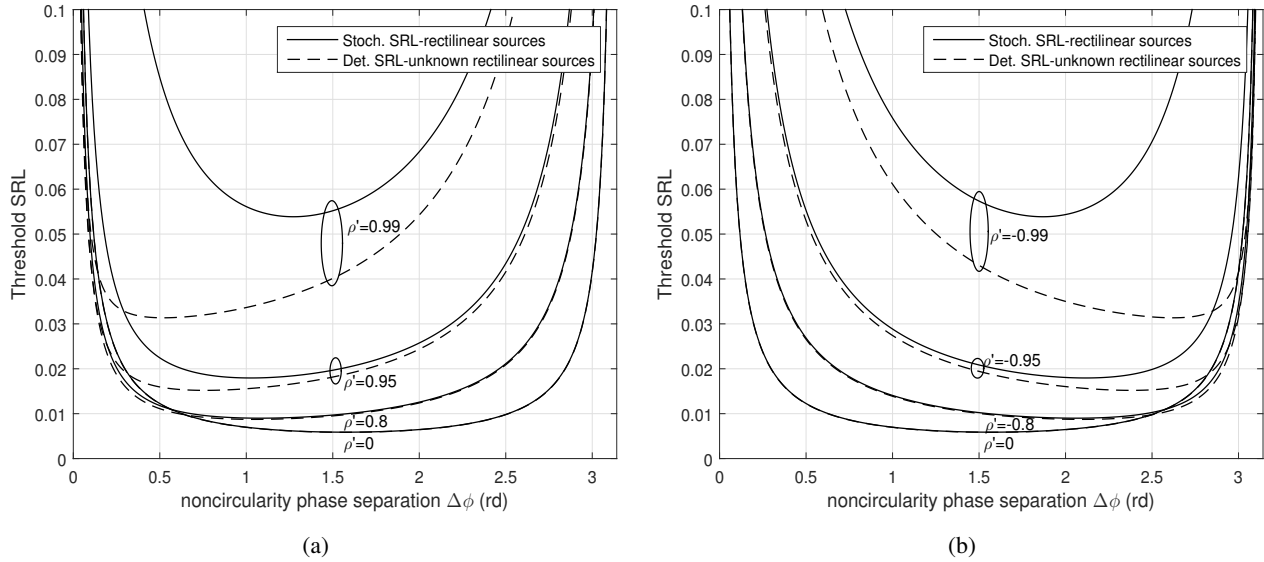 0.1
0.09
0.08
0.07
0.06
0.05
0.04
0.03
0.02
0.01
0
Threshold SRL
Stoch. SRL-rectilinear sources
Det. SRL-unknown rectilinear sources
ρ'=0.99
ρ'=0.95
ρ'=0.8
ρ'=0
0 0.5 1 1.5 2 2.5 3
noncircularity phase separation Δϕ (rd)
(a)
0.1
0.09
0.08
0.07
0.06
0.05
0.04
0.03
0.02
0.01
0
Threshold SRL
Stoch. SRL-rectilinear sources
Det. SRL-unknown rectilinear sources
ρ'=-0.99
ρ'=-0.95
ρ'=-0.8
ρ'=0
0 0.5 1 1.5 2 2.5 3
noncircularity phase separation Δϕ (rd)
(b)